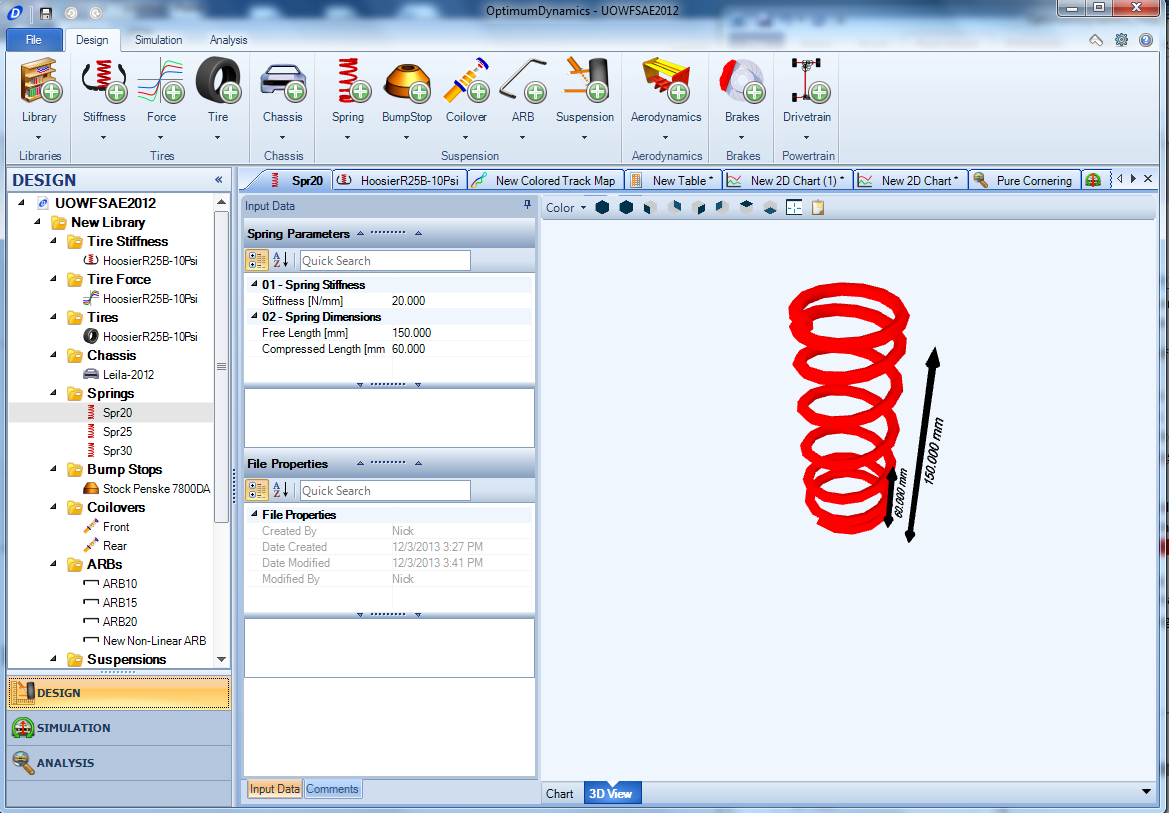 OptimumDynamics - UOWFSAE2012
File Design Simulation Analysis
Library Stiffness Force Tire Chassis Spring BumpStop Coilover ARB Suspension Aerodynamics Brakes Drivetrain
Libraries Tires Chassis Suspension Aerodynamics Brakes Powertrain
DESIGN «
Spr20 HoosierR25B-10Psi New Colored Track Map New Table * New 2D Chart (1) * New 2D Chart * Pure Cornering
UOWFSAE2012
New Library
Tire Stiffness
HoosierR25B-10Psi
Tire Force
HoosierR25B-10Psi
Tires
HoosierR25B-10Psi
Chassis
Leila-2012
Springs
Spr20
Spr25
Spr30
Bump Stops
Stock Penske 7800DA
Coilovers
Front
Rear
ARBs
ARB10
ARB15
ARB20
New Non-Linear ARB
Suspensions
DESIGN
SIMULATION
ANALYSIS
Input Data
Spring Parameters
Quick Search
01 - Spring Stiffness
Stiffness [N/mm] 20.000
02 - Spring Dimensions
Free Length [mm] 150.000
Compressed Length [mm 60.000
File Properties
Quick Search
File Properties
Created By Nick
Date Created 12/3/2013 3:27 PM
Date Modified 12/3/2013 3:41 PM
Modified By Nick
Input Data Comments
Color
150.000 mm
60.000 mm
Chart 3D View